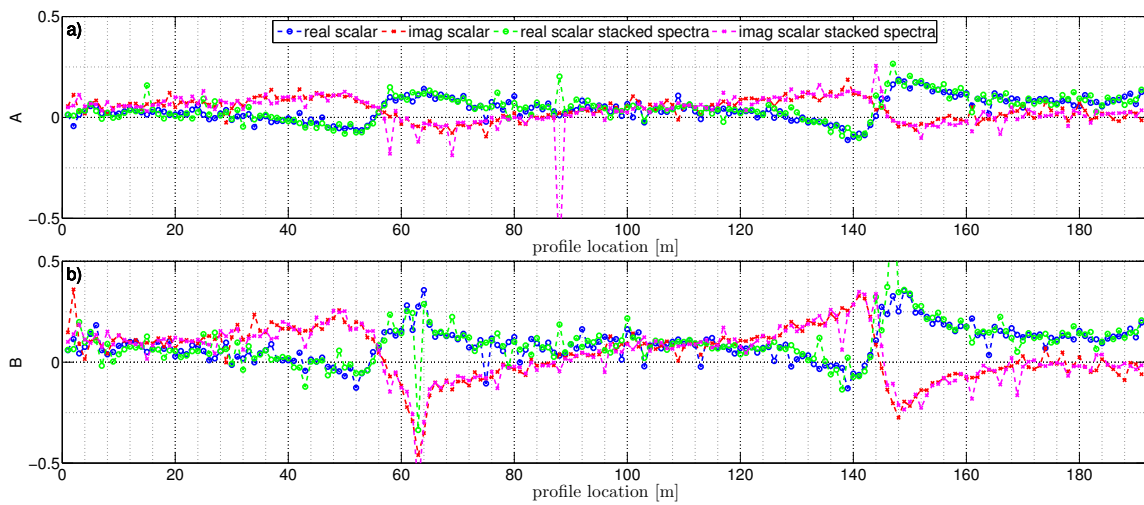 0.5
a)
real scalar imag scalar real scalar stacked spectra imag scalar stacked spectra
A
0
−0.5
0 20 40 60 80 100 120 140 160 180
profile location [m]
0.5
b)
B
0
−0.5
0 20 40 60 80 100 120 140 160 180
profile location [m]